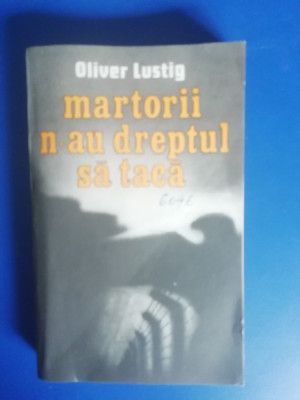 Oliver Lustig
martorii
n-au dreptul
să tacă